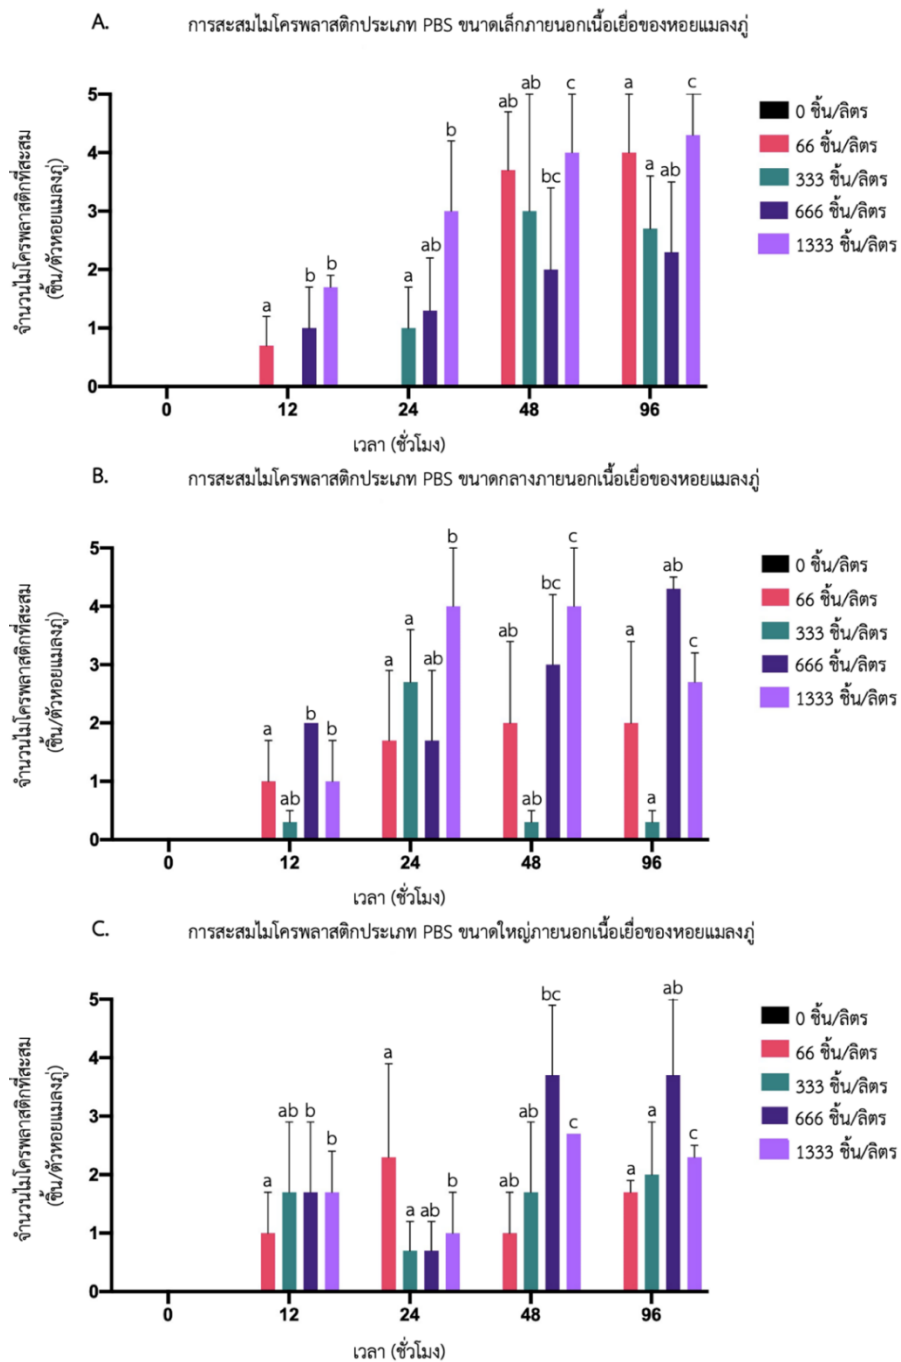 A.
การสะสมไมโครพลาสติกประเภท PBS ขนาดเล็กภายนอกเนื้อเยื่อของหอยแมลงภู่
จำนวนไมโครพลาสติกที่สะสม
(ชิ้น/ตัวหอยแมลงภู่)
5
4
3
2
1
0
a b b
a ab b
ab ab bc c
a a ab c
0 12 24 48 96
เวลา (ชั่วโมง)
0 ชิ้น/ลิตร
66 ชิ้น/ลิตร
333 ชิ้น/ลิตร
666 ชิ้น/ลิตร
1333 ชิ้น/ลิตร
B.
การสะสมไมโครพลาสติกประเภท PBS ขนาดกลางภายนอกเนื้อเยื่อของหอยแมลงภู่
จำนวนไมโครพลาสติกที่สะสม
(ชิ้น/ตัวหอยแมลงภู่)
5
4
3
2
1
0
a ab b b
a a ab b
ab ab bc c
a a ab c
0 12 24 48 96
เวลา (ชั่วโมง)
0 ชิ้น/ลิตร
66 ชิ้น/ลิตร
333 ชิ้น/ลิตร
666 ชิ้น/ลิตร
1333 ชิ้น/ลิตร
C.
การสะสมไมโครพลาสติกประเภท PBS ขนาดใหญ่ภายนอกเนื้อเยื่อของหอยแมลงภู่
จำนวนไมโครพลาสติกที่สะสม
(ชิ้น/ตัวหอยแมลงภู่)
5
4
3
2
1
0
a ab b b
a a ab b
ab ab bc c
a a ab c
0 12 24 48 96
เวลา (ชั่วโมง)
0 ชิ้น/ลิตร
66 ชิ้น/ลิตร
333 ชิ้น/ลิตร
666 ชิ้น/ลิตร
1333 ชิ้น/ลิตร